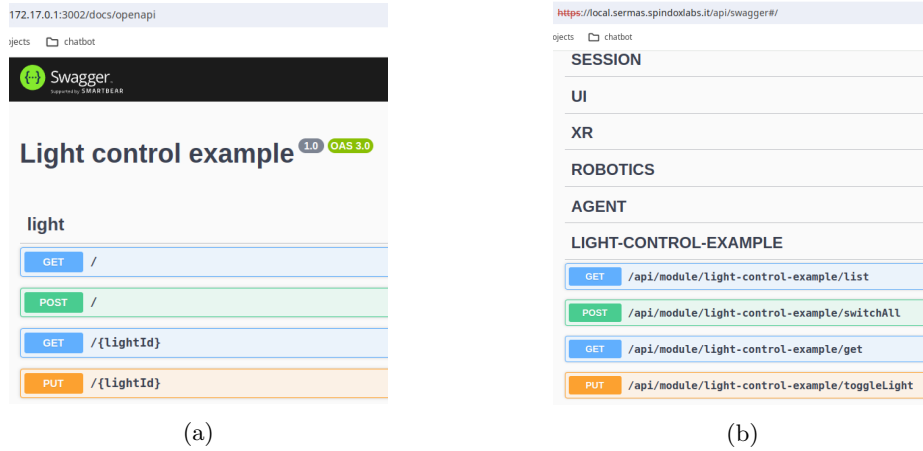 172.17.0.1:3002/docs/openapi
ojects chatbot
Swagger.
Supported by SMARTBEAR
Light control example 1.0 OAS 3.0
light
GET /
POST /
GET /{lightId}
PUT /{lightId}
(a)
https://local.sermas.spindoxlabs.it/api/swagger#/
ojects chatbot
SESSION
UI
XR
ROBOTICS
AGENT
LIGHT-CONTROL-EXAMPLE
GET /api/module/light-control-example/list
POST /api/module/light-control-example/switchAll
GET /api/module/light-control-example/get
PUT /api/module/light-control-example/toggleLight
(b)